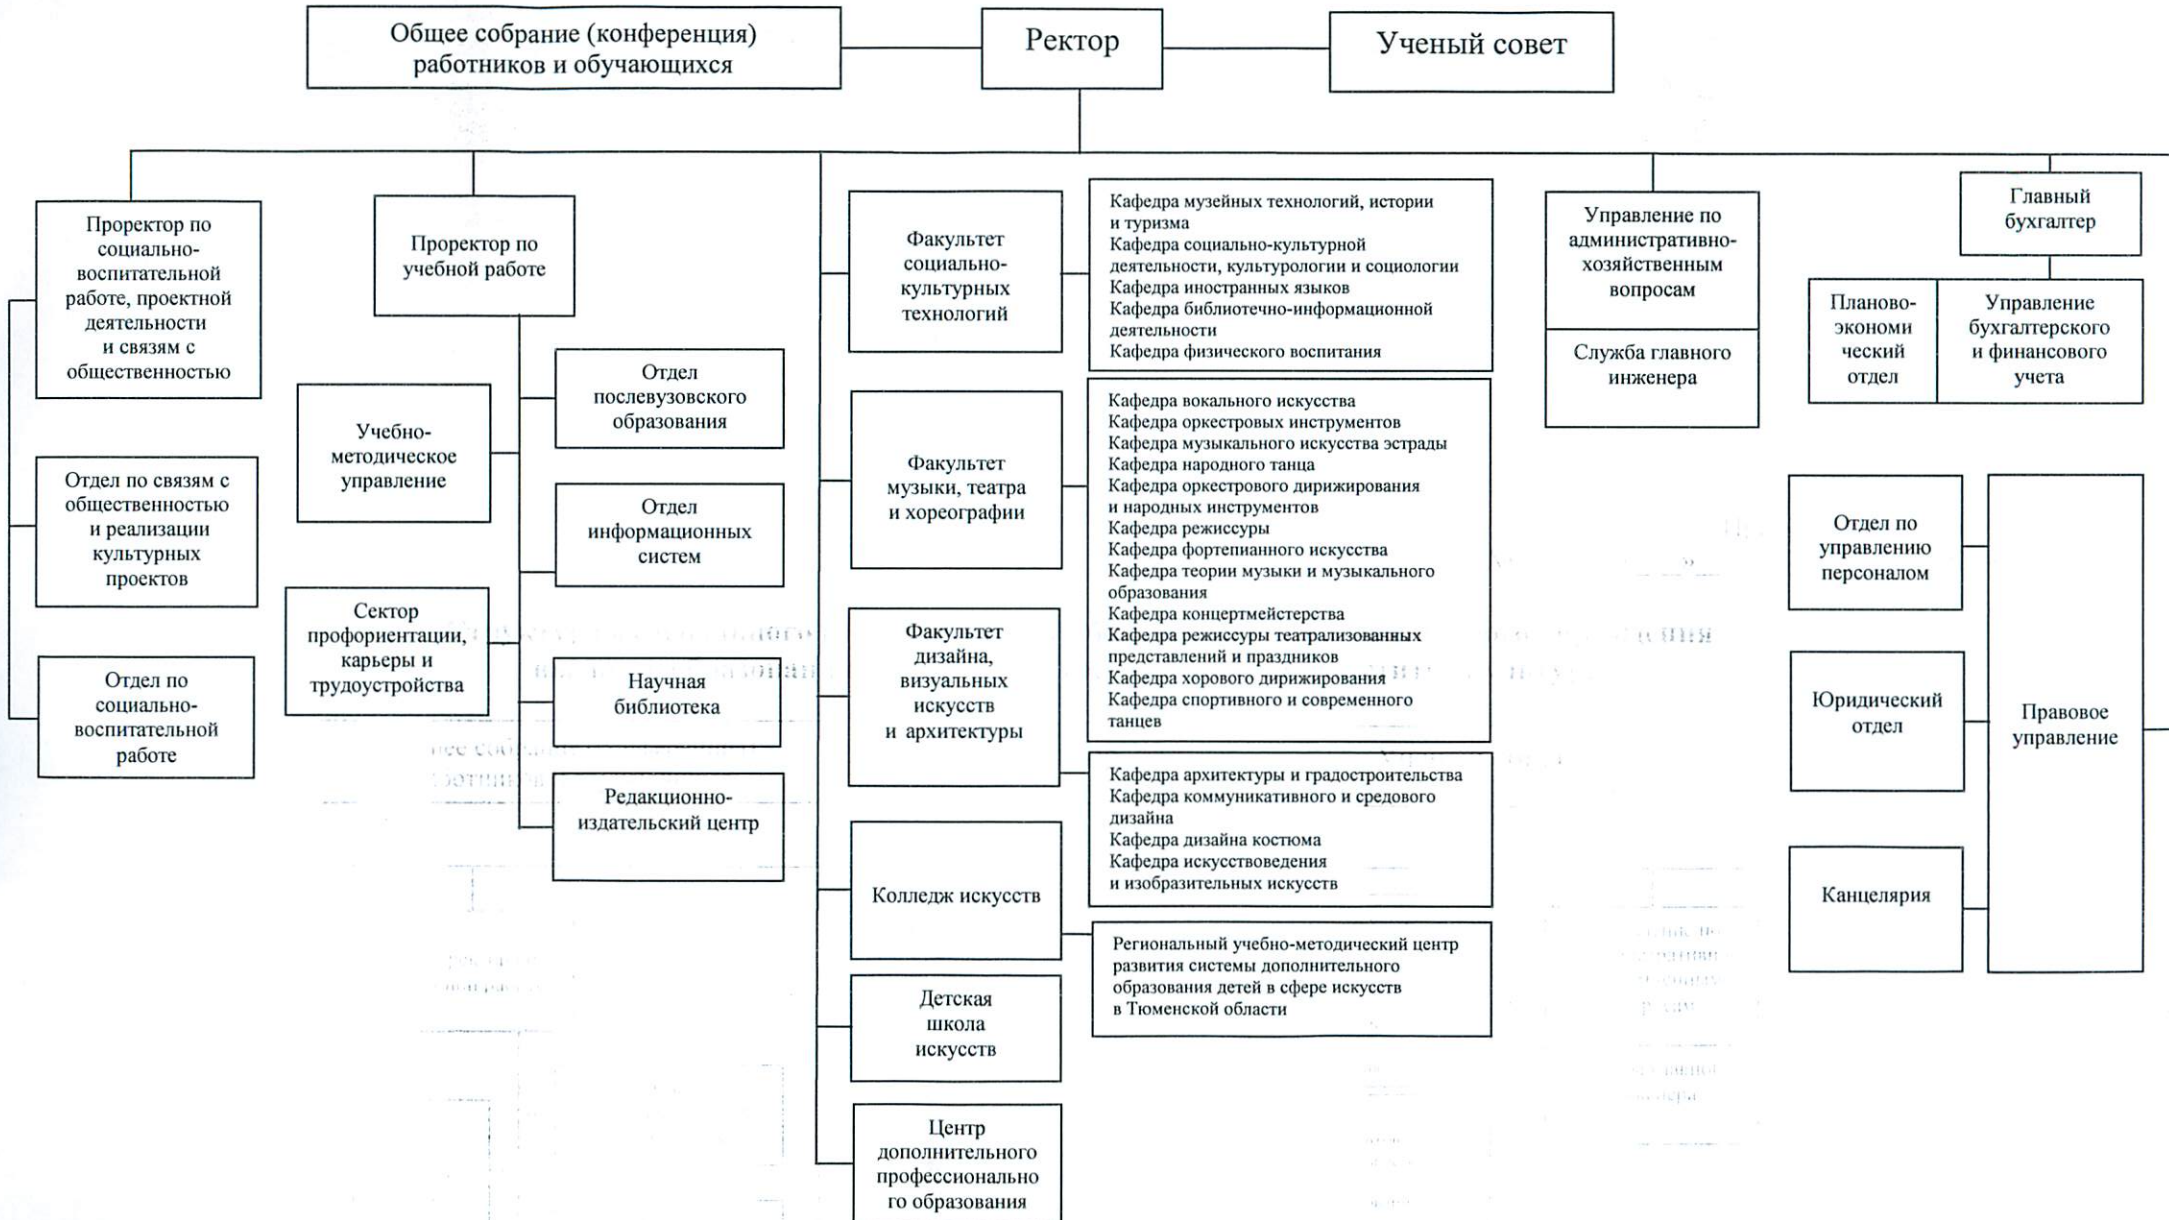 Общее собрание (конференция)
работников и обучающихся
Ректор
Ученый совет
Проректор по
социально-
воспитательной
работе, проектной
деятельности
и связям с
общественностью
Отдел по связям с
общественностью
и реализации
культурных
проектов
Отдел по
социально-
воспитательной
работе
Проректор по
учебной работе
Учебно-
методическое
управление
Сектор
профориентации,
карьеры и
трудоустройства
Отдел
послевузовского
образования
Отдел
информационных
систем
Научная
библиотека
Редакционно-
издательский центр
Факультет
социально-
культурных
технологий
Кафедра музейных технологий, истории
и туризма
Кафедра социально-культурной
деятельности, культурологии и социологии
Кафедра иностранных языков
Кафедра библиотечно-информационной
деятельности
Кафедра физического воспитания
Факультет
музыки, театра
и хореографии
Кафедра вокального искусства
Кафедра оркестровых инструментов
Кафедра музыкального искусства эстрады
Кафедра народного танца
Кафедра оркестрового дирижирования
и народных инструментов
Кафедра режиссуры
Кафедра фортепианного искусства
Кафедра теории музыки и музыкального
образования
Кафедра концертмейстерства
Кафедра режиссуры театрализованных
представлений и праздников
Кафедра хорового дирижирования
Кафедра спортивного и современного
танцев
Факультет
дизайна,
визуальных
искусств
и архитектуры
Кафедра архитектуры и градостроительства
Кафедра коммуникативного и средового
дизайна
Кафедра дизайна костюма
Кафедра искусствоведения
и изобразительных искусств
Колледж искусств
Региональный учебно-методический центр
развития системы дополнительного
образования детей в сфере искусств
в Тюменской области
Детская
школа
искусств
Центр
дополнительного
профессионально
го образования
Управление по
административно-
хозяйственным
вопросам
Служба главного
инженера
Главный
бухгалтер
Планово-
экономи
ческий
отдел
Управление
бухгалтерского
и финансового
учета
Отдел по
управлению
персоналом
Юридический
отдел
Канцелярия
Правовое
управление